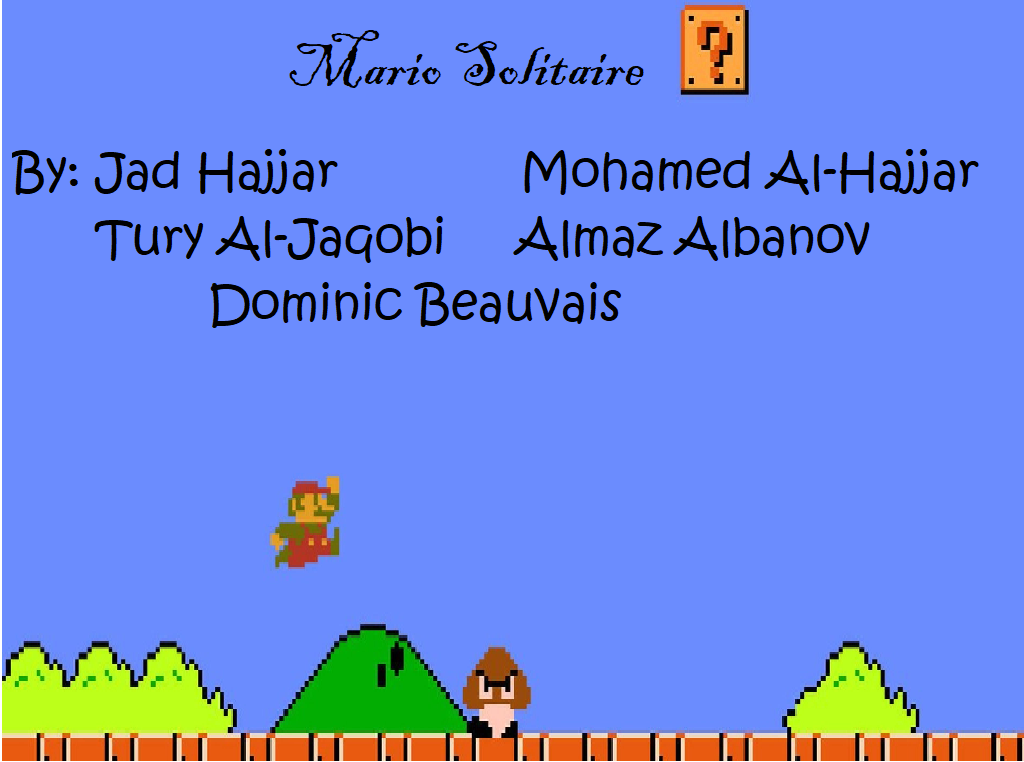 Mario Solitaire ?
By: Jad Hajjar Mohamed Al-Hajjar
Tury Al-Jaqobi Almaz Albanov
Dominic Beauvais